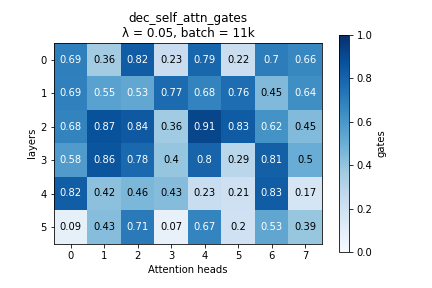 dec_self_attn_gates
λ = 0.05, batch = 11k
layers
0 0.69 0.36 0.82 0.23 0.79 0.22 0.7 0.66
1 0.69 0.55 0.53 0.77 0.68 0.76 0.45 0.64
2 0.68 0.87 0.84 0.36 0.91 0.83 0.62 0.45
3 0.58 0.86 0.78 0.4 0.8 0.29 0.81 0.5
4 0.82 0.42 0.46 0.43 0.23 0.21 0.83 0.17
5 0.09 0.43 0.71 0.07 0.67 0.2 0.53 0.39
0 1 2 3 4 5 6 7
Attention heads
1.0
0.8
0.6
0.4
0.2
0.0
gates